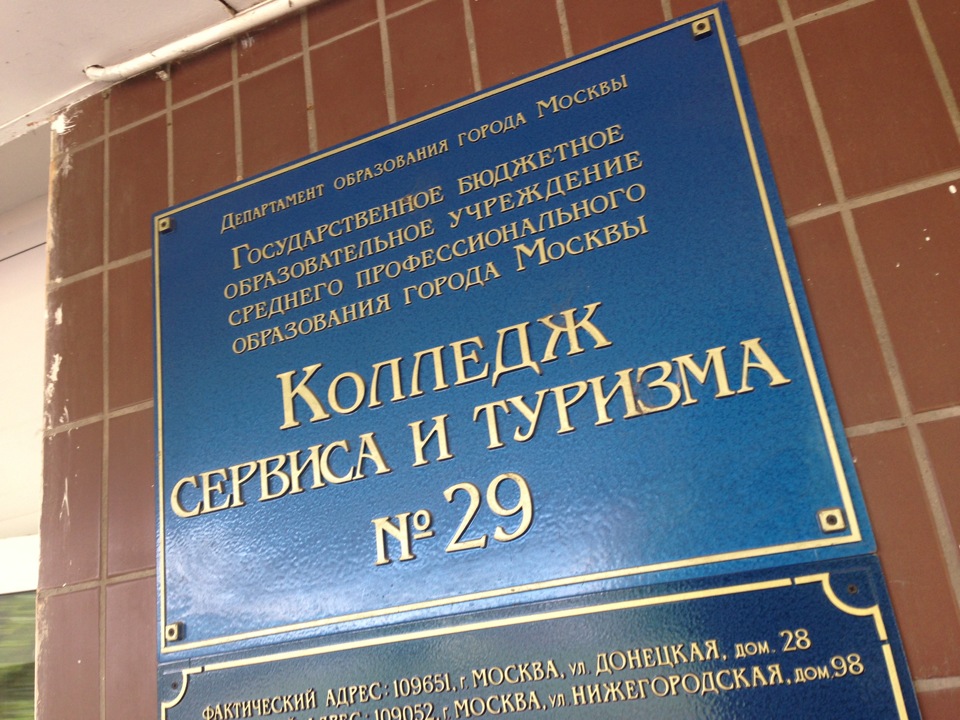 Департамент образования города Москвы
Государственное бюджетное
образовательное учреждение
среднего профессионального
образования города Москвы
Колледж
сервиса и туризма
№ 29
ФАКТИЧЕСКИЙ АДРЕС: 109651, г. МОСКВА, ул. ДОНЕЦКАЯ, дом. 28
АДРЕС: 109052, г. МОСКВА, ул. НИЖЕГОРОДСКАЯ, дом. 98